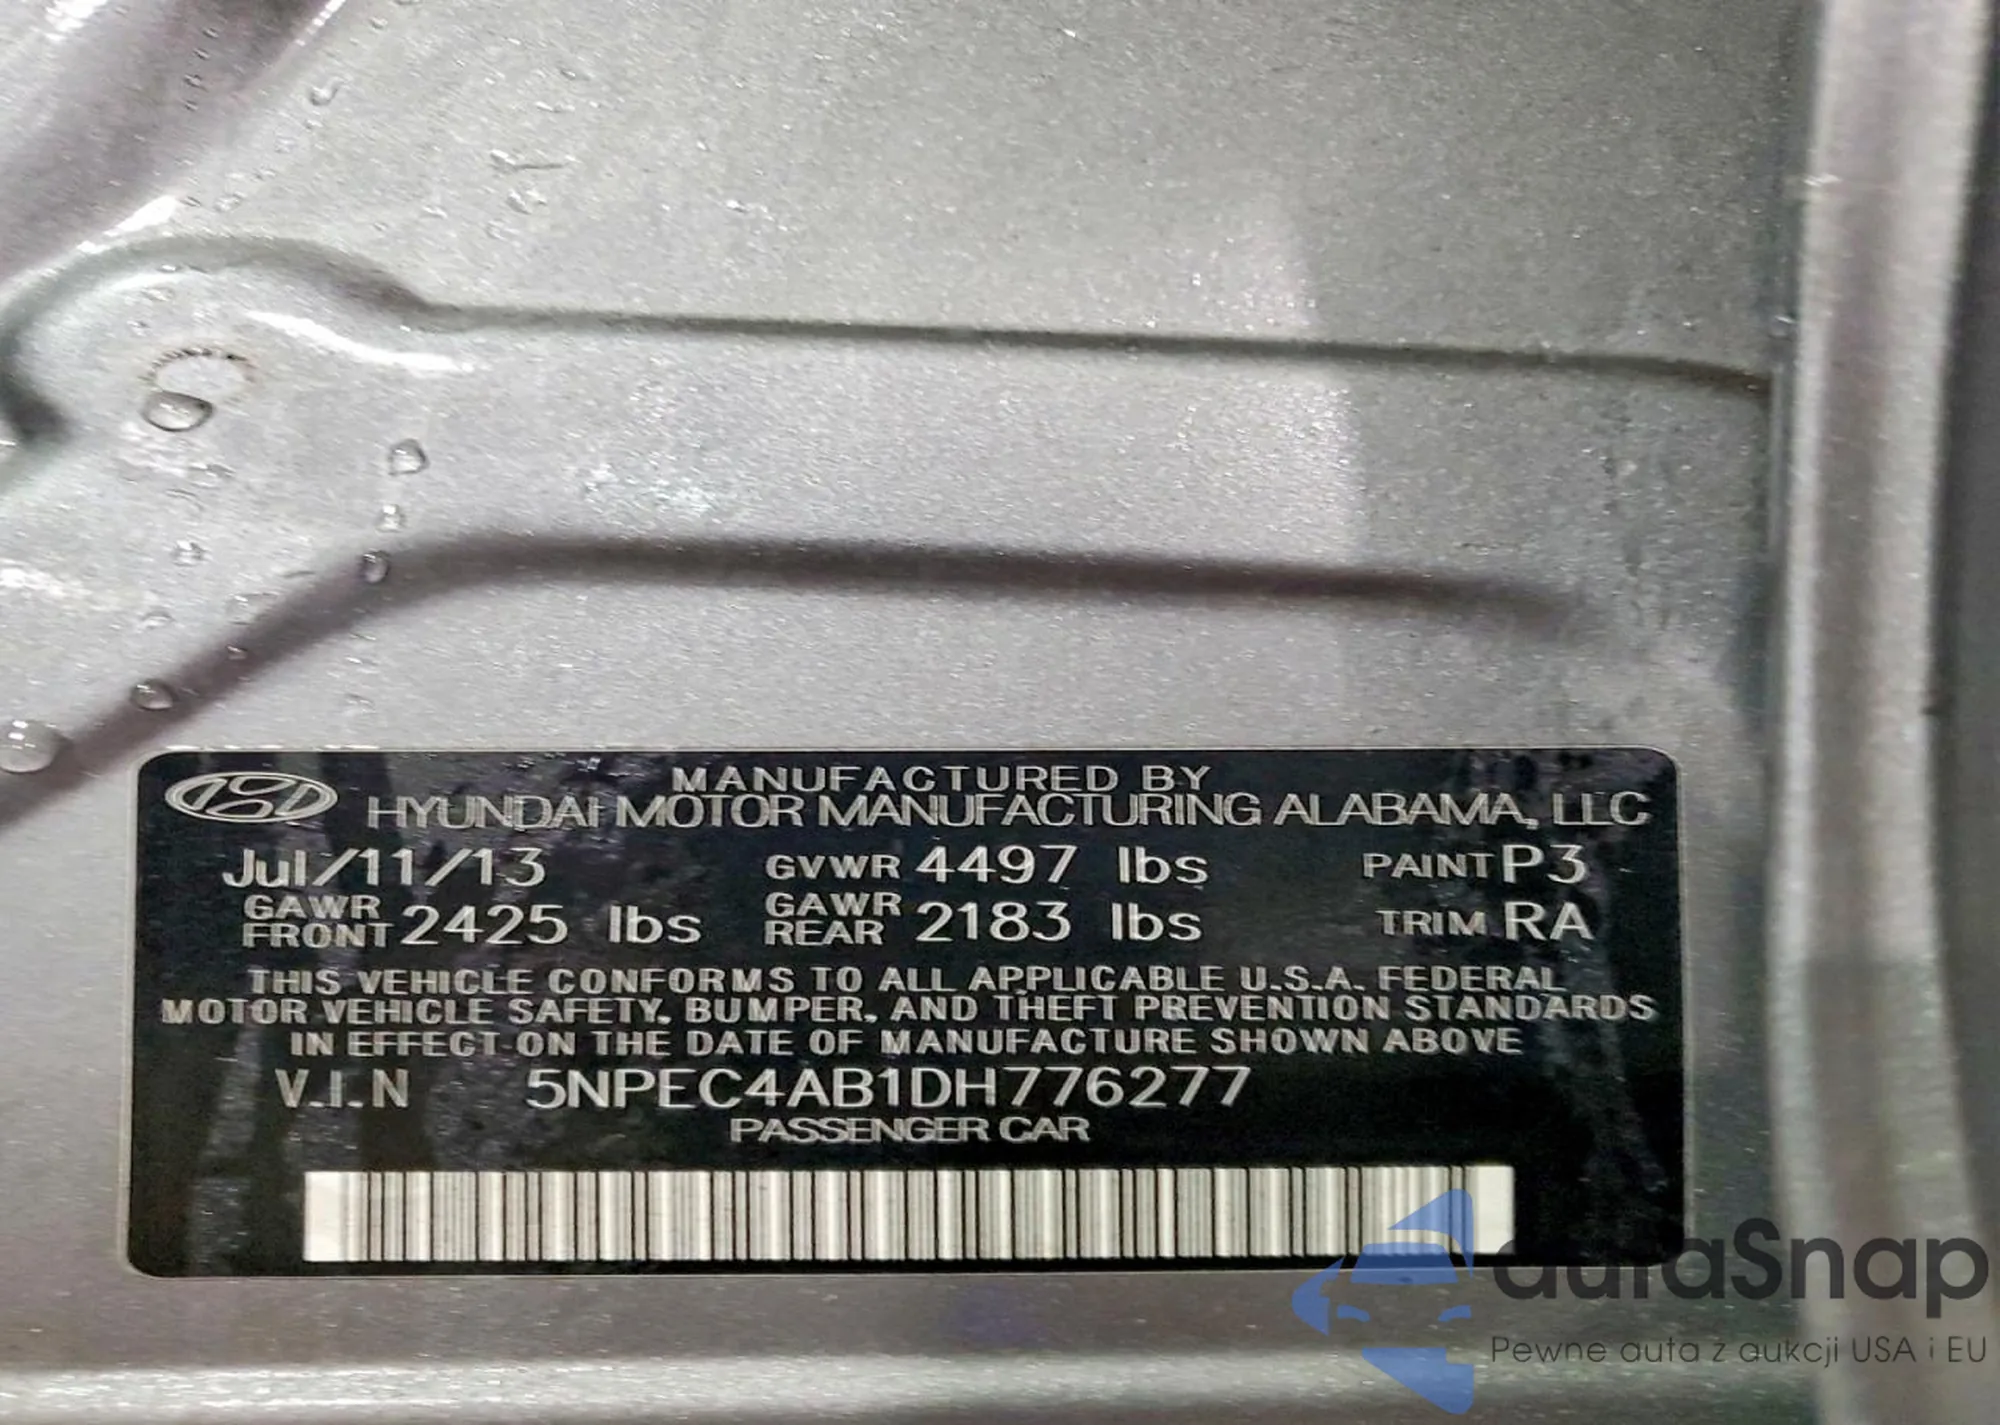 MANUFACTURED BY
HYUNDAI MOTOR MANUFACTURING ALABAMA, LLC
Jul/11/13 GVWR 4497 lbs PAINT P3
GAWR FRONT 2425 lbs GAWR REAR 2183 lbs TRIM RA
THIS VEHICLE CONFORMS TO ALL APPLICABLE U.S.A. FEDERAL
MOTOR VEHICLE SAFETY, BUMPER, AND THEFT PREVENTION STANDARDS
IN EFFECT ON THE DATE OF MANUFACTURE SHOWN ABOVE
V.I.N 5NPEC4AB1DH776277
PASSENGER CAR
auraSnap
Pewne auta z aukcji USA i EU